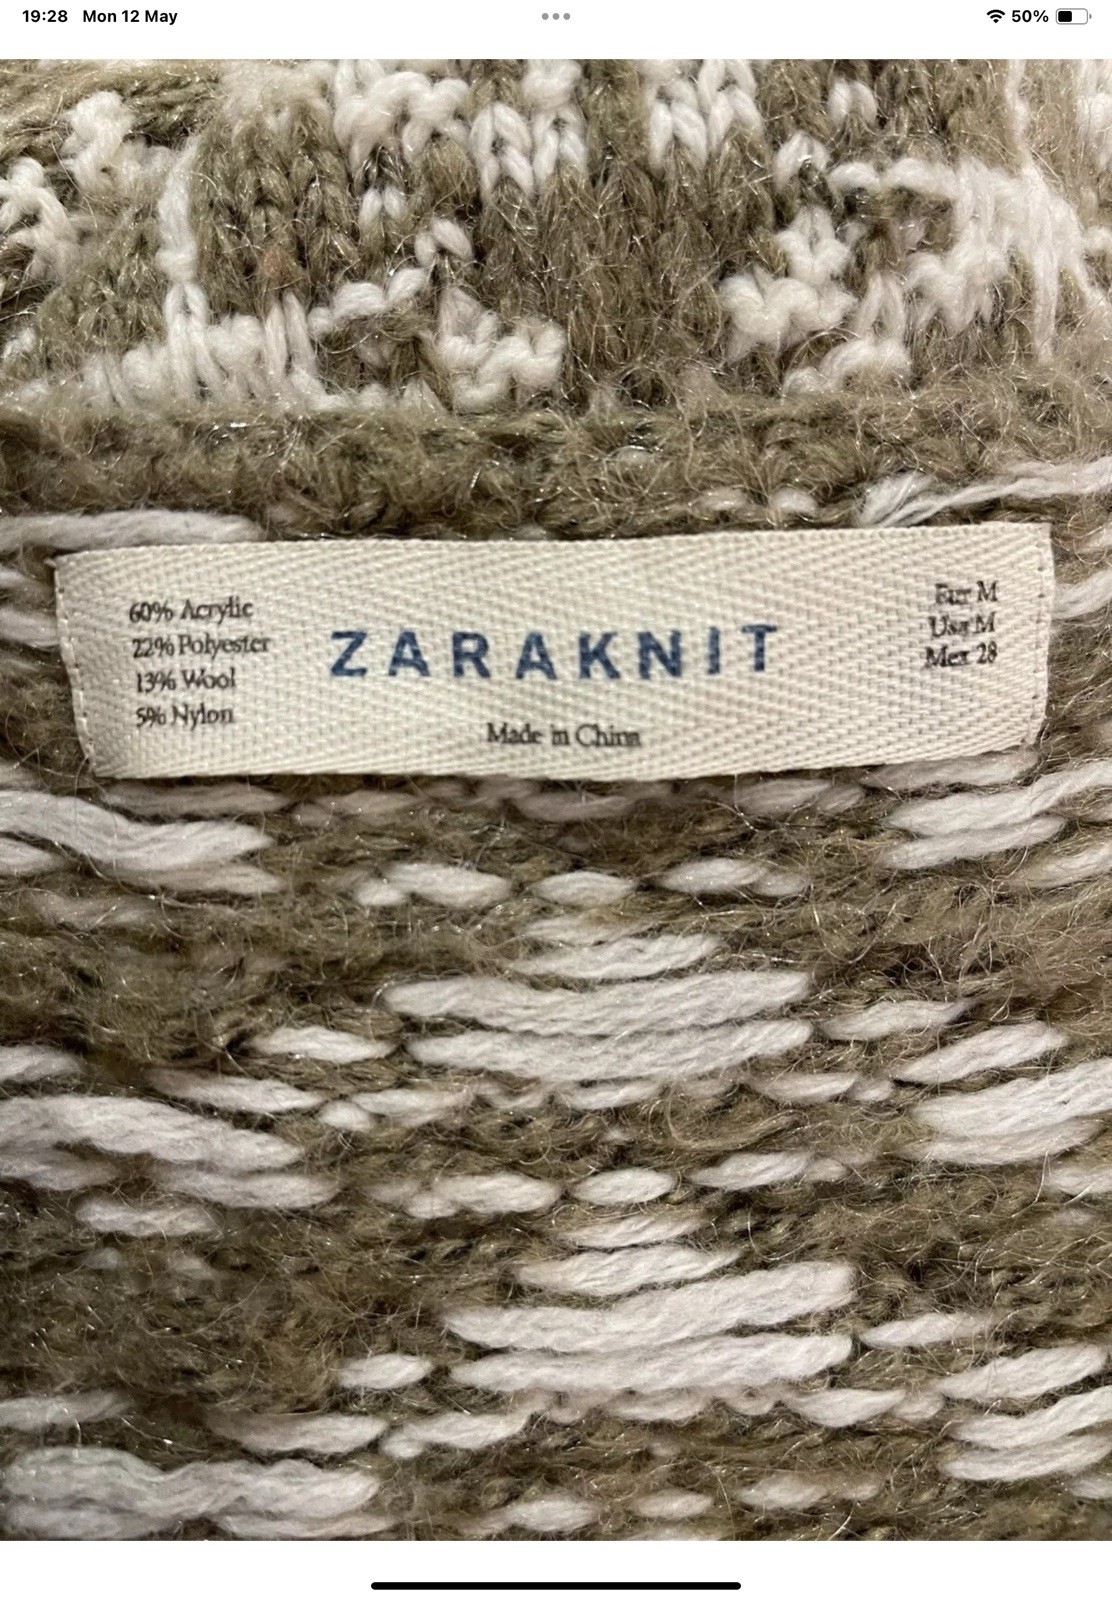 19:28 Mon 12 May
50%
60% Acrylic
22% Polyester
13% Wool
5% Nylon
ZARAKNIT
Made in China
Eur M
Usa M
Mex 28